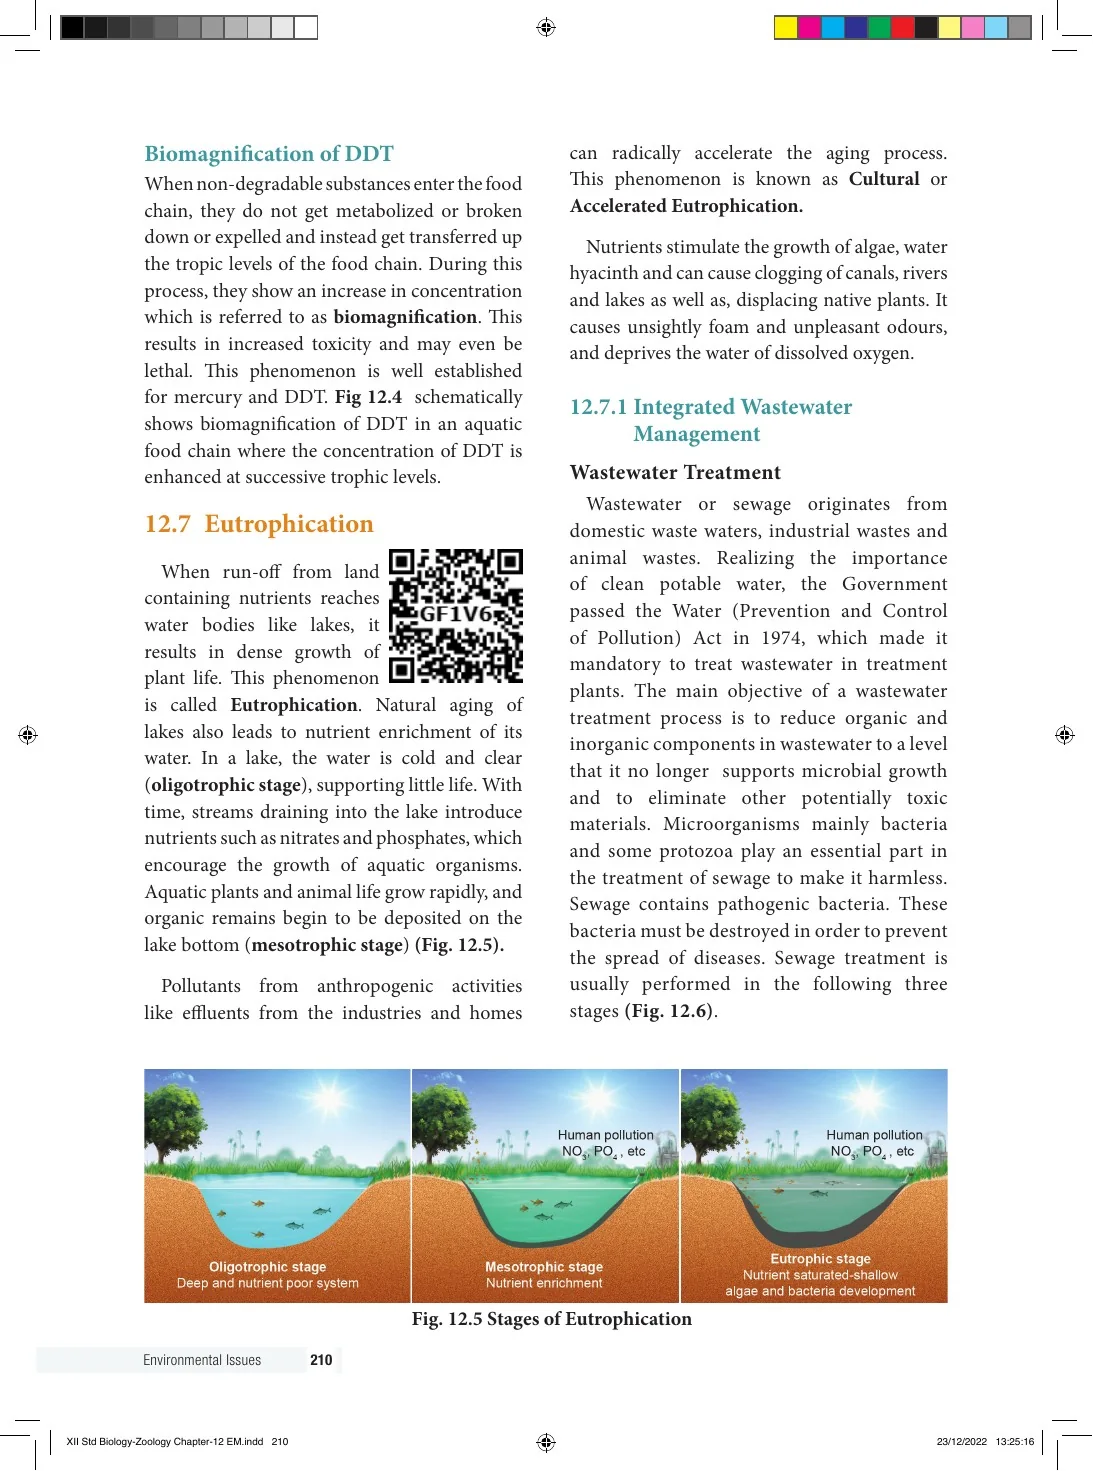 Biomagnification of DDT
When non-degradable substances enter the food
chain, they do not get metabolized or broken
down or expelled and instead get transferred up
the tropic levels of the food chain. During this
process, they show an increase in concentration
which is referred to as biomagnification. This
results in increased toxicity and may even be
lethal. This phenomenon is well established
for mercury and DDT. Fig 12.4 schematically
shows biomagnification of DDT in an aquatic
food chain where the concentration of DDT is
enhanced at successive trophic levels.
12.7 Eutrophication
When run-off from land
containing nutrients reaches
water bodies like lakes, it
results in dense growth of
plant life. This phenomenon
GF1V6
is called Eutrophication. Natural aging of
lakes also leads to nutrient enrichment of its
water. In a lake, the water is cold and clear
(oligotrophic stage), supporting little life. With
time, streams draining into the lake introduce
nutrients such as nitrates and phosphates, which
encourage the growth of aquatic organisms.
Aquatic plants and animal life grow rapidly, and
organic remains begin to be deposited on the
lake bottom (mesotrophic stage) (Fig. 12.5).
Pollutants from anthropogenic activities
like effluents from the industries and homes
can radically accelerate the aging process.
This phenomenon is known as Cultural or
Accelerated Eutrophication.
Nutrients stimulate the growth of algae, water
hyacinth and can cause clogging of canals, rivers
and lakes as well as, displacing native plants. It
causes unsightly foam and unpleasant odours,
and deprives the water of dissolved oxygen.
12.7.1 Integrated Wastewater
Management
Wastewater Treatment
Wastewater or sewage originates from
domestic waste waters, industrial wastes and
animal wastes. Realizing the importance
of clean potable water, the Government
passed the Water (Prevention and Control
of Pollution) Act in 1974, which made it
mandatory to treat wastewater in treatment
plants. The main objective of a wastewater
treatment process is to reduce organic and
inorganic components in wastewater to a level
that it no longer supports microbial growth
and to eliminate other potentially toxic
materials. Microorganisms mainly bacteria
and some protozoa play an essential part in
the treatment of sewage to make it harmless.
Sewage contains pathogenic bacteria. These
bacteria must be destroyed in order to prevent
the spread of diseases. Sewage treatment is
usually performed in the following three
stages (Fig. 12.6).
Oligotrophic stage
Deep and nutrient poor system
Human pollution
NO3, PO4 , etc
Mesotrophic stage
Nutrient enrichment
Human pollution
NO3, PO4 , etc
Eutrophic stage
Nutrient saturated-shallow
algae and bacteria development
Fig. 12.5 Stages of Eutrophication
Environmental Issues 210
XII Std Biology-Zoology Chapter-12 EM.indd 210
23/12/2022 13:25:16